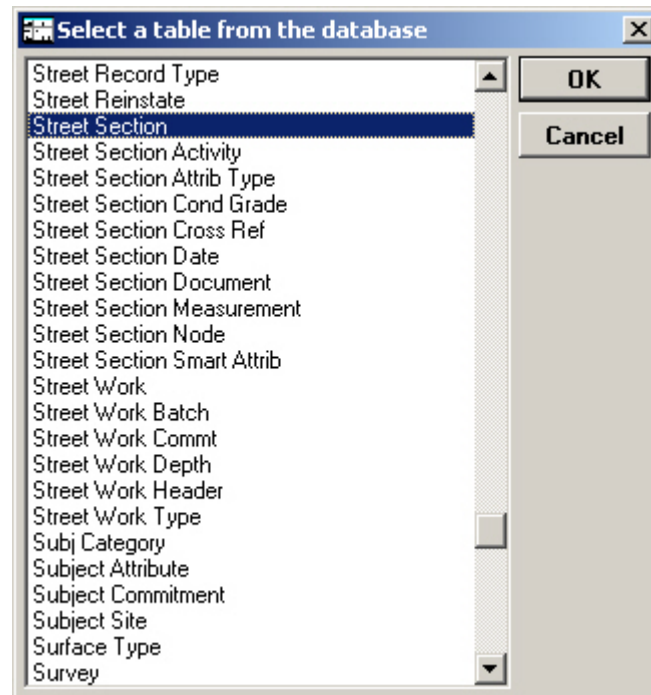 Select a table from the database
Street Record Type
Street Reinstate
Street Section
Street Section Activity
Street Section Attrib Type
Street Section Cond Grade
Street Section Cross Ref
Street Section Date
Street Section Document
Street Section Measurement
Street Section Node
Street Section Smart Attrib
Street Work
Street Work Batch
Street Work Commt
Street Work Depth
Street Work Header
Street Work Type
Subj Category
Subject Attribute
Subject Commitment
Subject Site
Surface Type
Survey
OK
Cancel